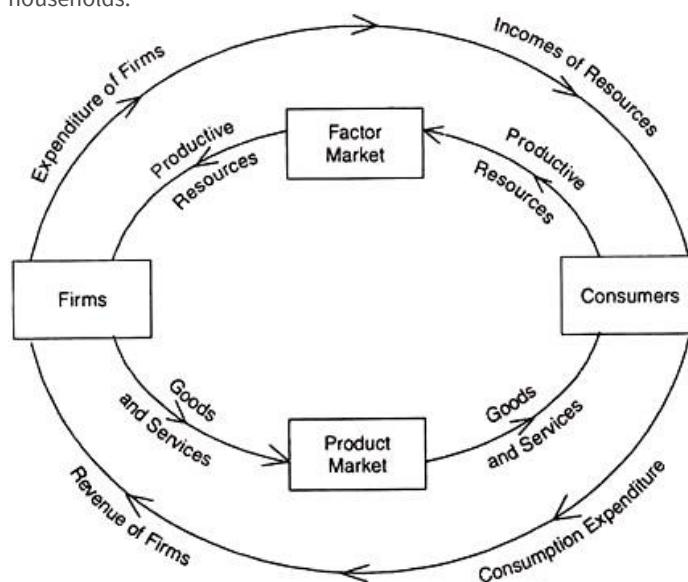 households.
Expenditure of Firms
Incomes of Resources
Productive
Resources
Factor
Market
Productive
Resources
Firms
Consumers
Goods
and Services
Product
Market
Goods
and Services
Revenue of Firms
Consumption Expenditure